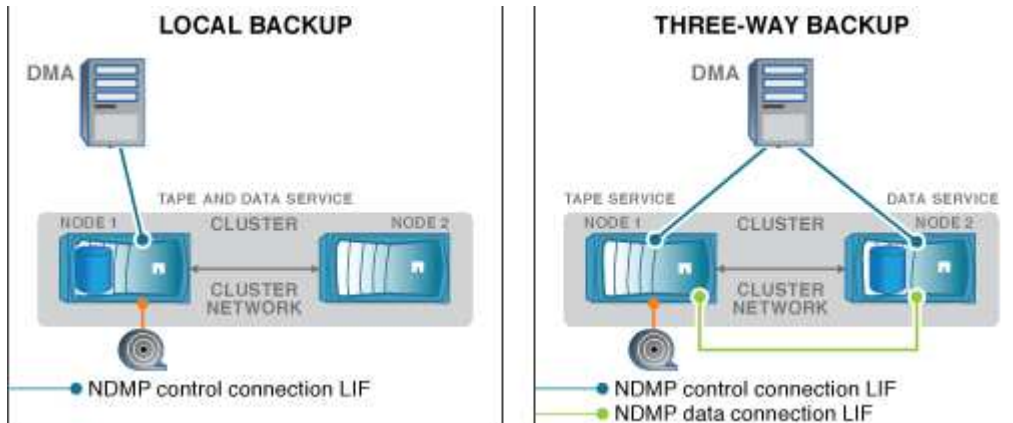 LOCAL BACKUP
DMA
TAPE AND DATA SERVICE
NODE 1
CLUSTER
NODE 2
CLUSTER
NETWORK
NDMP control connection LIF
THREE-WAY BACKUP
DMA
TAPE SERVICE
DATA SERVICE
NODE 1
CLUSTER
NODE 2
CLUSTER
NETWORK
NDMP control connection LIF
NDMP data connection LIF